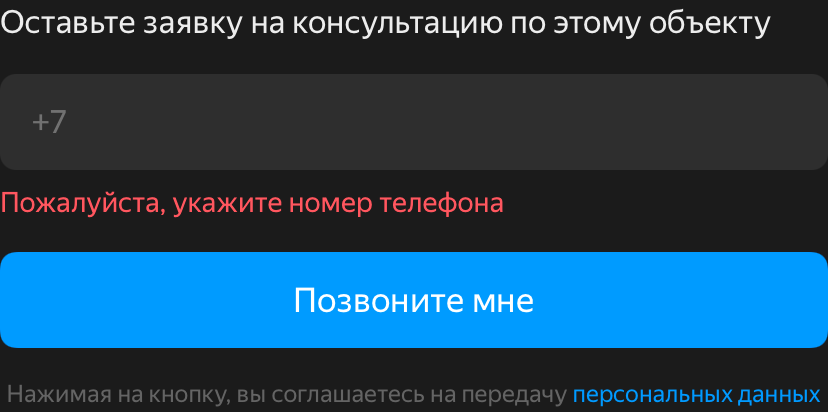 Оставьте заявку на консультацию по этому объекту
+7
Пожалуйста, укажите номер телефона
Позвоните мне
Нажимая на кнопку, вы соглашаетесь на передачу персональных данных